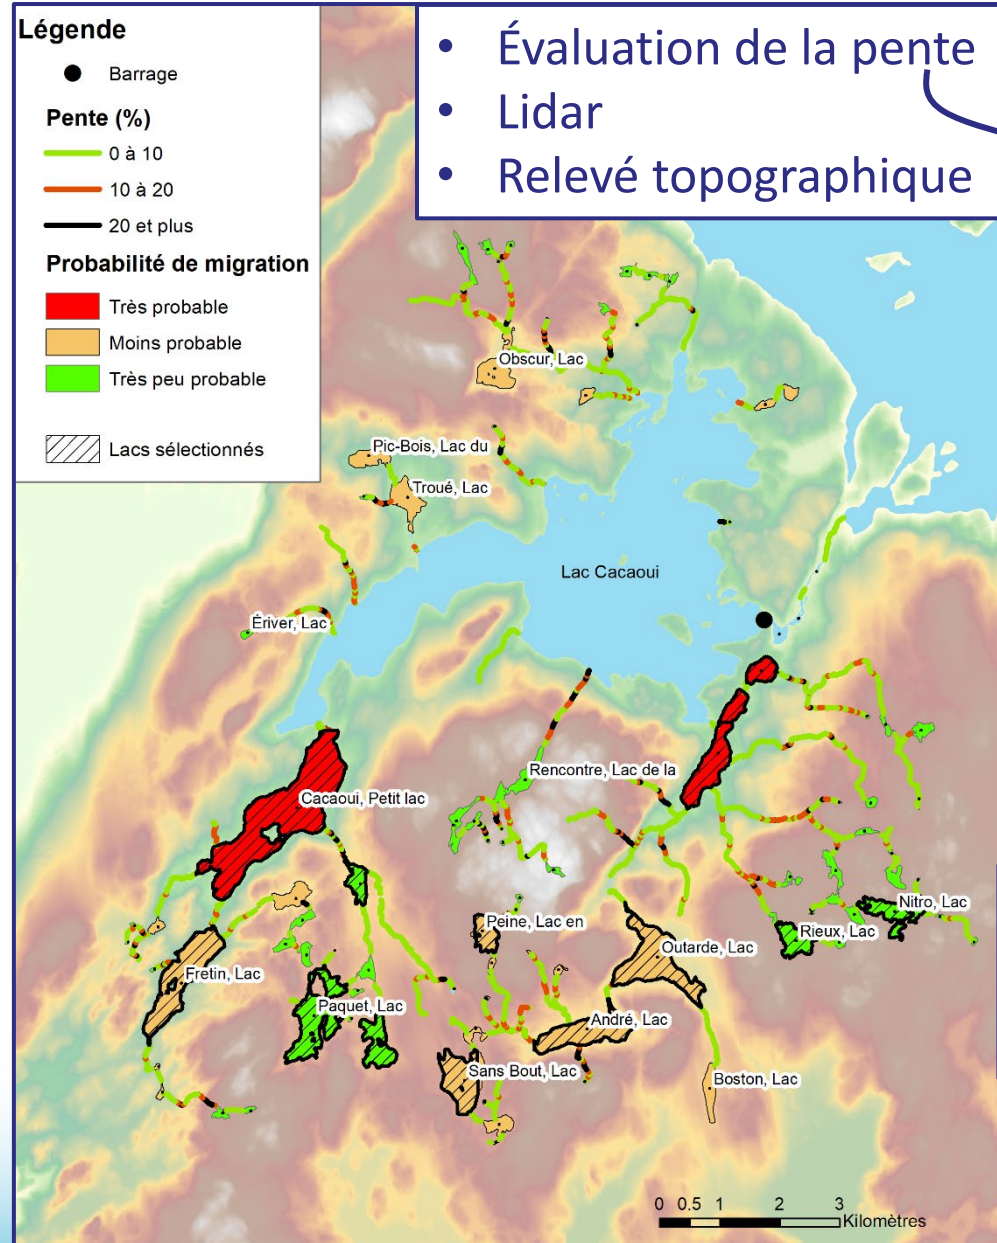 Légende
Barrage
Pente (%)
0 à 10
10 à 20
20 et plus
Probabilité de migration
Très probable
Moins probable
Très peu probable
Lacs sélectionnés
• Évaluation de la pente
• Lidar
• Relevé topographique
Obscur, Lac
Pic-Bois, Lac du
Troué, Lac
Lac Cacaoui
Ériver, Lac
Rencontre, Lac de la
Cacaoui, Petit lac
Nitro, Lac
Peine, Lac en
Rieux, Lac
Outarde, Lac
Fretin, Lac
Paquet, Lac
André, Lac
Sans Bout, Lac
Boston, Lac
0 0.5 1 2 3
Kilomètres